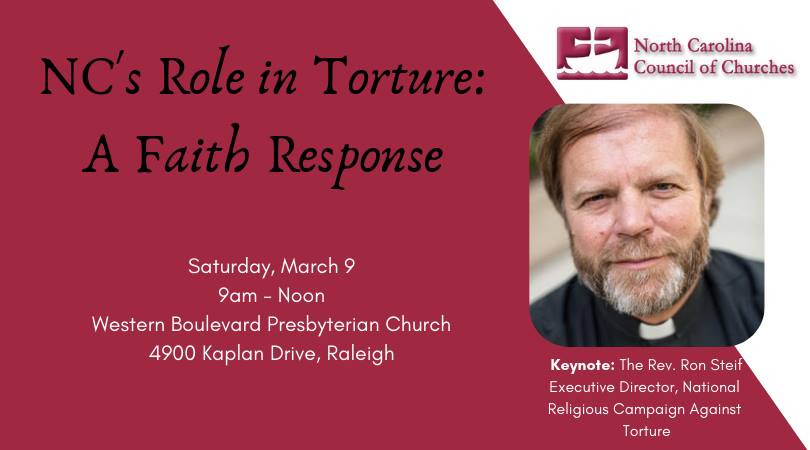 NC's Role in Torture:
A Faith Response
Saturday, March 9
9am - Noon
Western Boulevard Presbyterian Church
4900 Kaplan Drive, Raleigh
North Carolina
Council of Churches
Keynote: The Rev. Ron Steif
Executive Director, National
Religious Campaign Against
Torture